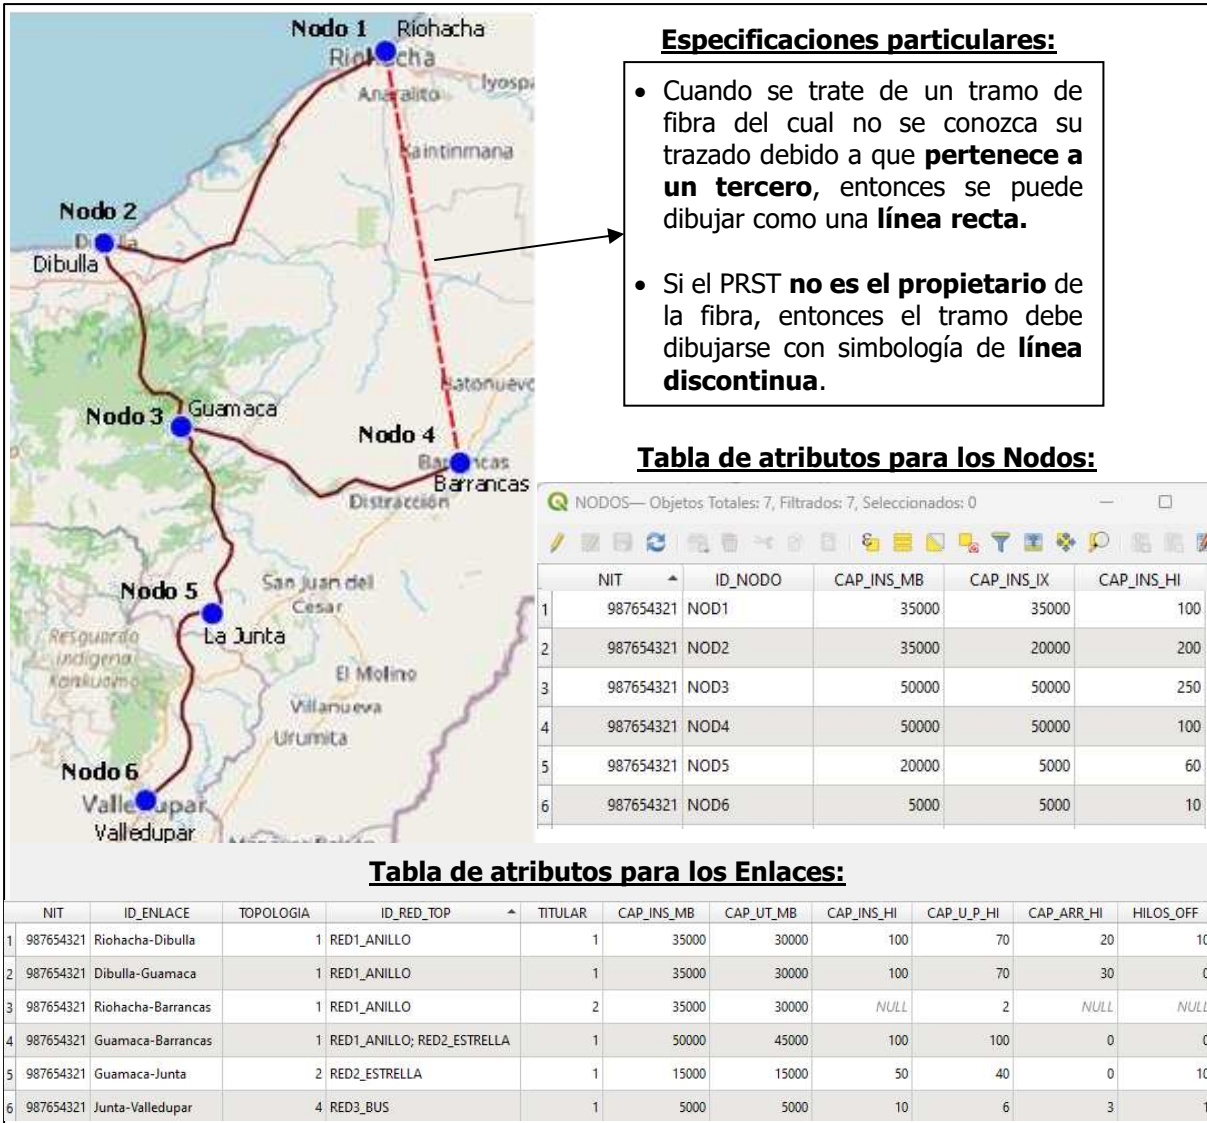 Nodo 1 Ríohacha
Riohacha
Anaralito
Iyospa
Kaintinmana
Nodo 2
Dibulla
Nodo 3 Guamaca
Hatonuevo
Nodo 4
Barrancas
Barrancas
Distracción
Nodo 5
San Juan del
Cesar
La Junta
Resguardo
indigena
Kankuamo
El Molino
Villanueva
Urumita
Nodo 6
Valledupar
Valledupar
Especificaciones particulares:
• Cuando se trate de un tramo de
fibra del cual no se conozca su
trazado debido a que pertenece a
un tercero, entonces se puede
dibujar como una línea recta.
• Si el PRST no es el propietario de
la fibra, entonces el tramo debe
dibujarse con simbología de línea
discontinua.
Tabla de atributos para los Nodos:
NODOS— Objetos Totales: 7, Filtrados: 7, Seleccionados: 0
NIT ID_NODO CAP_INS_MB CAP_INS_IX CAP_INS_HI
1 987654321 NOD1 35000 35000 100
2 987654321 NOD2 35000 20000 200
3 987654321 NOD3 50000 50000 250
4 987654321 NOD4 50000 50000 100
5 987654321 NOD5 20000 5000 60
6 987654321 NOD6 5000 5000 10
Tabla de atributos para los Enlaces:
NIT ID_ENLACE TOPOLOGIA ID_RED_TOP TITULAR CAP_INS_MB CAP_UT_MB CAP_INS_HI CAP_U_P_HI CAP_ARR_HI HILOS_OFF
1 987654321 Riohacha-Dibulla 1 RED1_ANILLO 1 35000 30000 100 70 20 10
2 987654321 Dibulla-Guamaca 1 RED1_ANILLO 1 35000 30000 100 70 30 0
3 987654321 Riohacha-Barrancas 1 RED1_ANILLO 2 35000 30000 NULL 2 NULL NULL
4 987654321 Guamaca-Barrancas 1 RED1_ANILLO; RED2_ESTRELLA 1 50000 45000 100 100 0 0
5 987654321 Guamaca-Junta 2 RED2_ESTRELLA 1 15000 15000 50 40 0 10
6 987654321 Junta-Valledupar 4 RED3_BUS 1 5000 5000 10 6 3 1